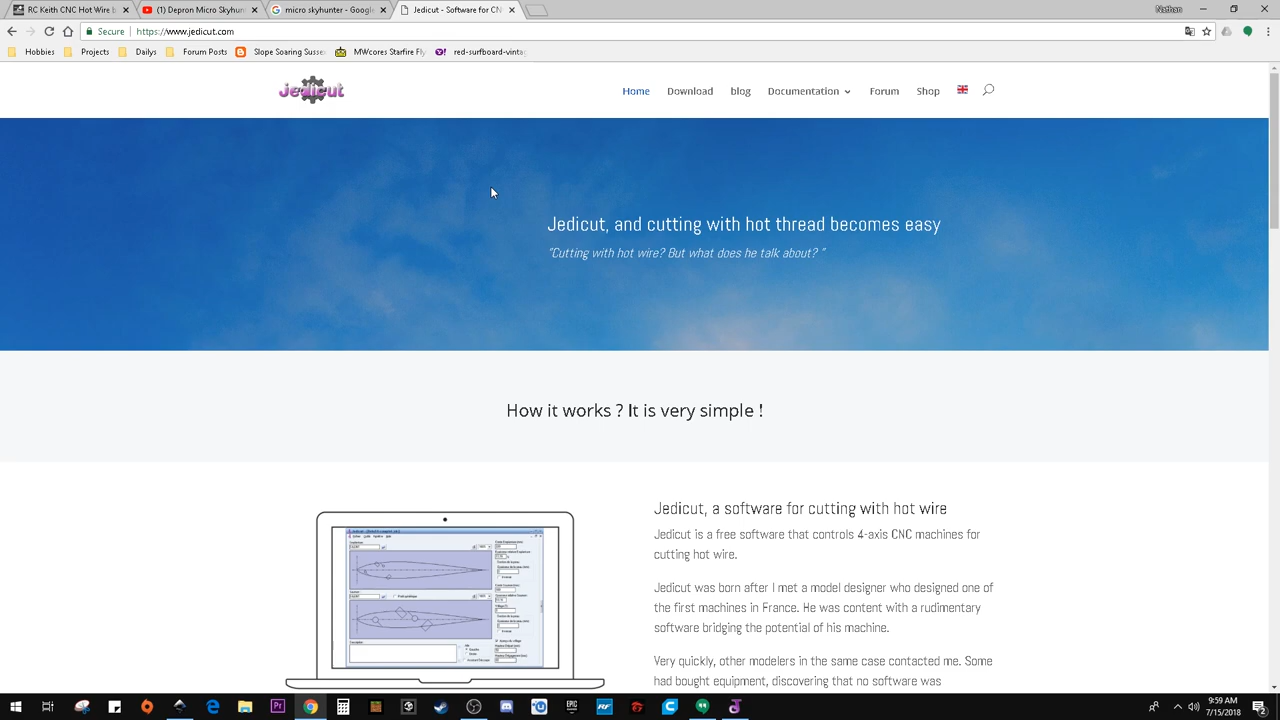 RC Keith CNC Hot Wire b
(1) Depron Micro Skyhun
micro skyhunter - Google
Jedicut - Software for CN
Nathan
Secure
https://www.jedicut.com
Hobbies
Projects
Dailys
Forum Posts
Slope Soaring Sussex
MWcores Starfire Fly
red-surfboard-vinta
Jedicut
Home
Download
blog
Documentation
Forum
Shop
Jedicut, and cutting with hot thread becomes easy
"Cutting with hot wire? But what does he talk about? "
How it works ? It is very simple !
Jedicut, a software for cutting with hot wire
Jedicut is a free software that controls 4-axis CNC machines for
cutting hot wire.
Jedicut was born after I met a model designer who designed one of
the first machines in France. He was content with a rudimentary
software bridging the potential of his machine.
Very quickly, other modelers in the same case contacted me. Some
had bought equipment, discovering that no software was
9:59 AM
7/15/2018